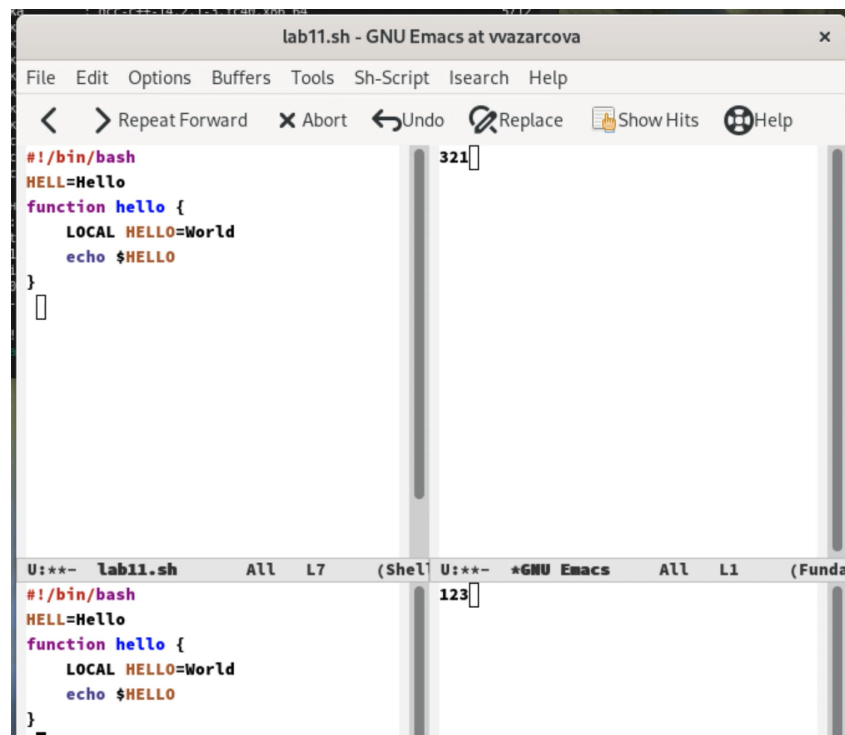 lab11.sh - GNU Emacs at vvazarcova
File Edit Options Buffers Tools Sh-Script Isearch Help
Repeat Forward Abort Undo Replace Show Hits Help
#!/bin/bash
HELL=Hello
function hello {
    LOCAL HELLO=World
    echo $HELLO
}
321
U:**- lab11.sh All L7 (Shell
U:**- *GNU Emacs All L1 (Funda
#!/bin/bash
HELL=Hello
function hello {
    LOCAL HELLO=World
    echo $HELLO
}
123